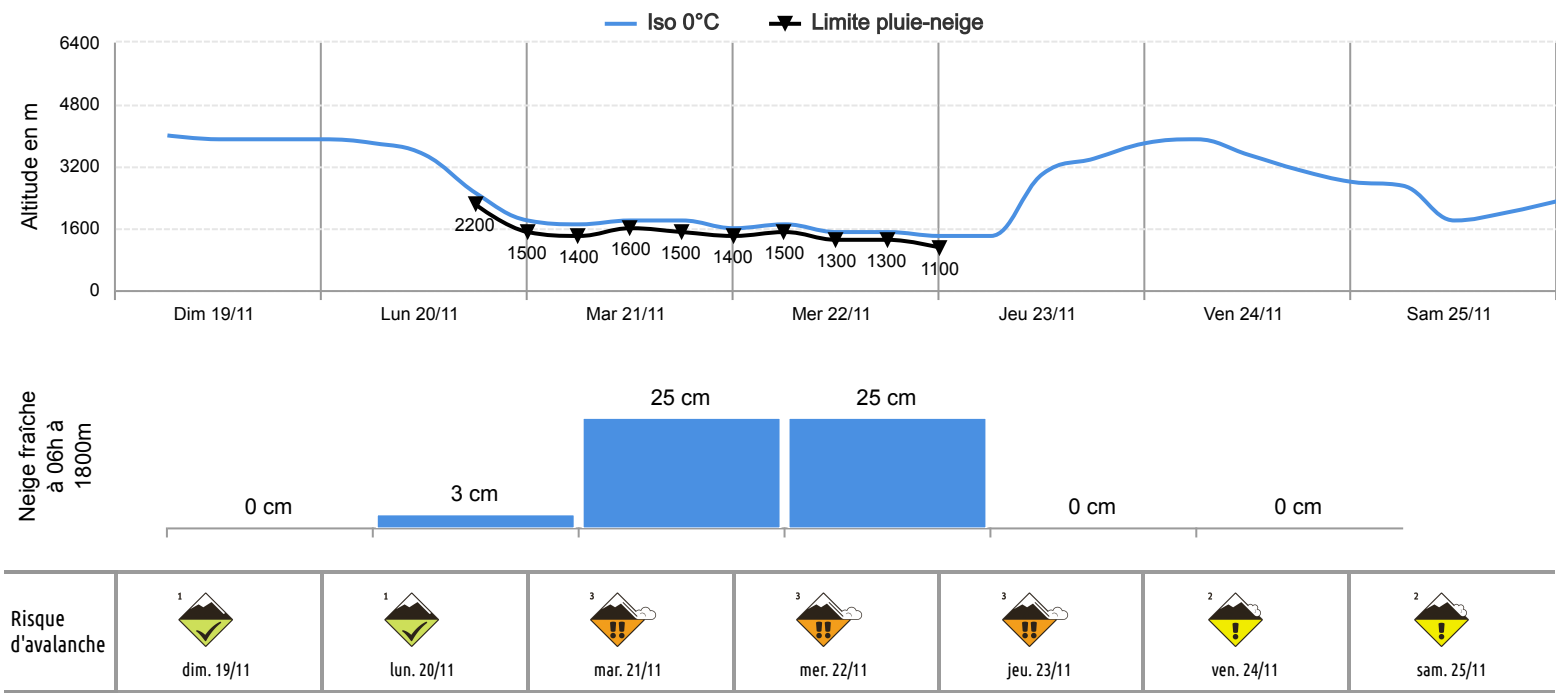 Iso 0°C Limite pluie-neige
Altitude en m
6400
4800
3200
1600
0
2200
1500
1400
1600
1500
1400
1500
1300
1300
1100
Dim 19/11 Lun 20/11 Mar 21/11 Mer 22/11 Jeu 23/11 Ven 24/11 Sam 25/11
Neige fraîche
à 06h à
1800m
0 cm 3 cm 25 cm 25 cm 0 cm 0 cm
Risque
d'avalanche
1 1 3 3 3 2 2
!! !! !! ! !
dim. 19/11 lun. 20/11 mar. 21/11 mer. 22/11 jeu. 23/11 ven. 24/11 sam. 25/11